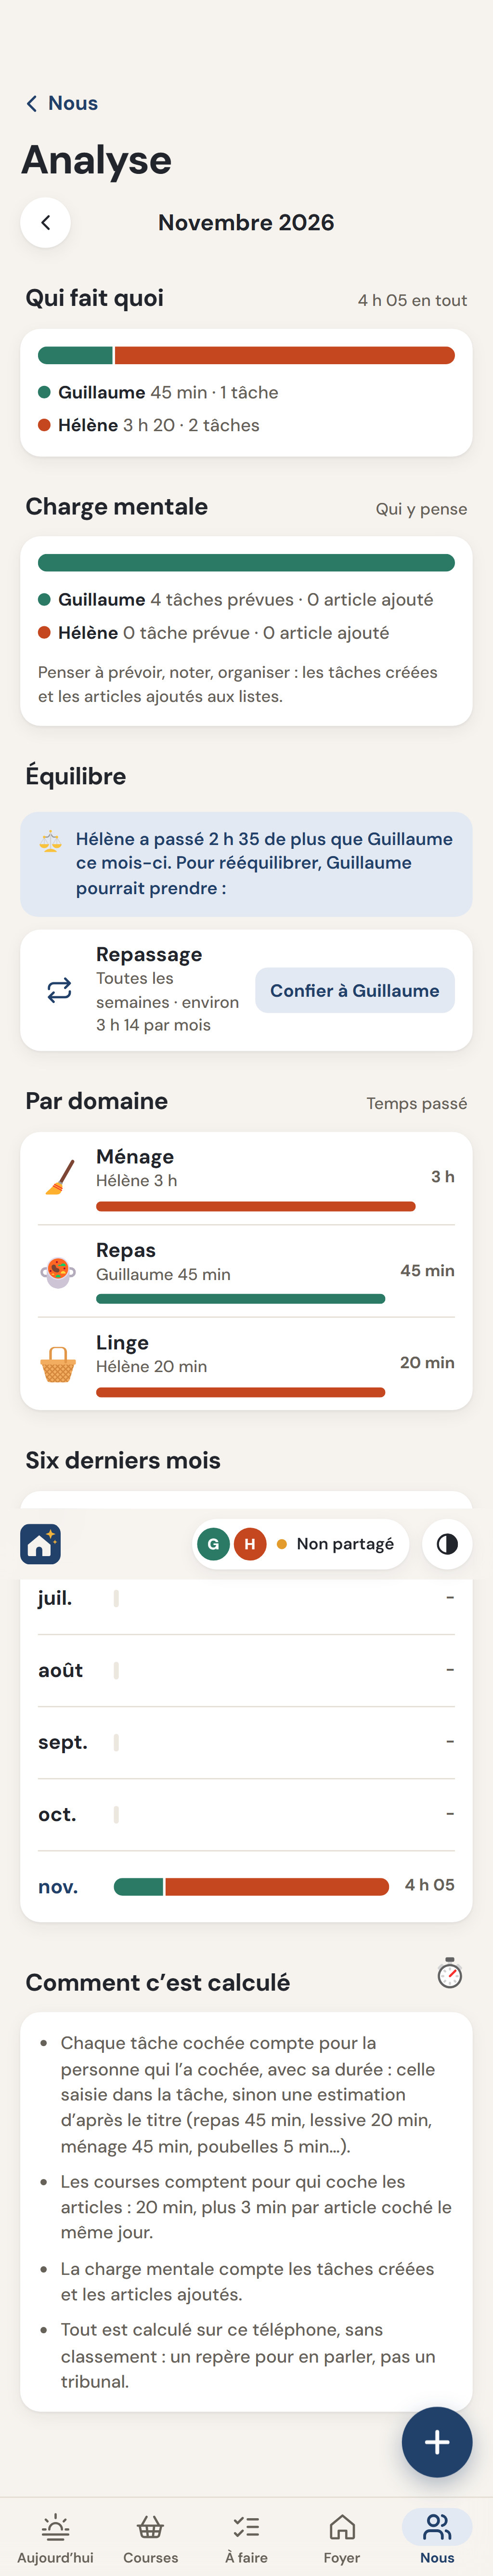 Nous
Analyse
Novembre 2026
Qui fait quoi
4 h 05 en tout
Guillaume 45 min · 1 tâche
Hélène 3 h 20 · 2 tâches
Charge mentale
Qui y pense
Guillaume 4 tâches prévues · 0 article ajouté
Hélène 0 tâche prévue · 0 article ajouté
Penser à prévoir, noter, organiser : les tâches créées
et les articles ajoutés aux listes.
Équilibre
Hélène a passé 2 h 35 de plus que Guillaume
ce mois-ci. Pour rééquilibrer, Guillaume
pourrait prendre :
Repassage
Toutes les
semaines · environ
3 h 14 par mois
Confier à Guillaume
Par domaine
Temps passé
Ménage
Hélène 3 h
3 h
Repas
Guillaume 45 min
45 min
Linge
Hélène 20 min
20 min
Six derniers mois
G
H
Non partagé
juil.
–
août
–
sept.
–
oct.
–
nov.
4 h 05
Comment c’est calculé
• Chaque tâche cochée compte pour la
personne qui l’a cochée, avec sa durée : celle
saisie dans la tâche, sinon une estimation
d’après le titre (repas 45 min, lessive 20 min,
ménage 45 min, poubelles 5 min…).
• Les courses comptent pour qui coche les
articles : 20 min, plus 3 min par article coché le
même jour.
• La charge mentale compte les tâches créées
et les articles ajoutés.
• Tout est calculé sur ce téléphone, sans
classement : un repère pour en parler, pas un
tribunal.
Aujourd’hui
Courses
À faire
Foyer
Nous